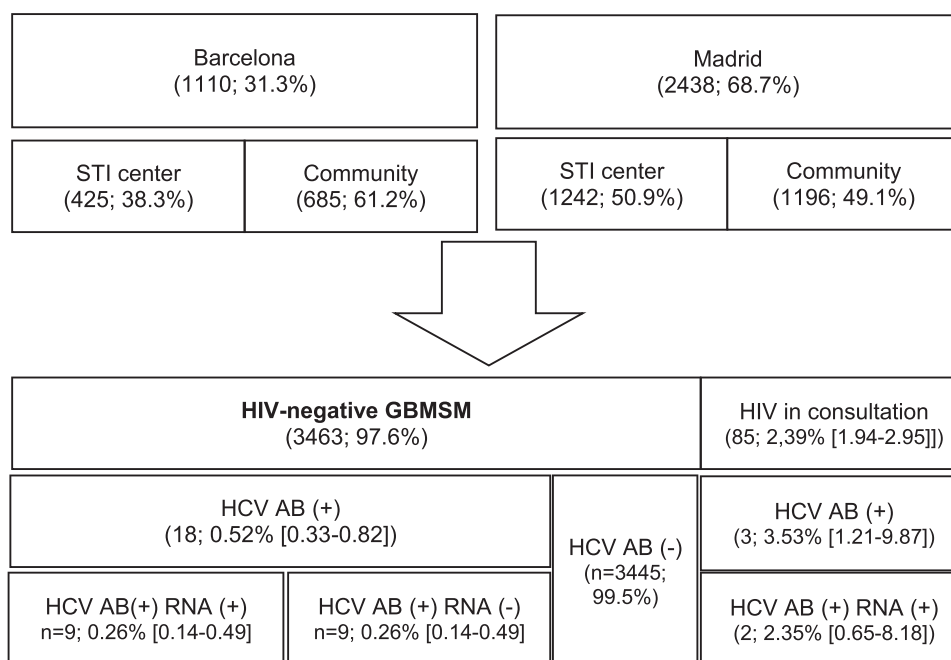 Barcelona
(1110; 31.3%)
Madrid
(2438; 68.7%)
STI center
(425; 38.3%)
Community
(685; 61.2%)
STI center
(1242; 50.9%)
Community
(1196; 49.1%)
HIV-negative GBMSM
(3463; 97.6%)
HIV in consultation
(85; 2,39% [1.94-2.95]])
HCV AB (+)
(18; 0.52% [0.33-0.82])
HCV AB (-)
(n=3445;
99.5%)
HCV AB (+)
(3; 3.53% [1.21-9.87])
HCV AB(+) RNA (+)
n=9; 0.26% [0.14-0.49]
HCV AB (+) RNA (-)
n=9; 0.26% [0.14-0.49]
HCV AB (+) RNA (+)
(2; 2.35% [0.65-8.18])